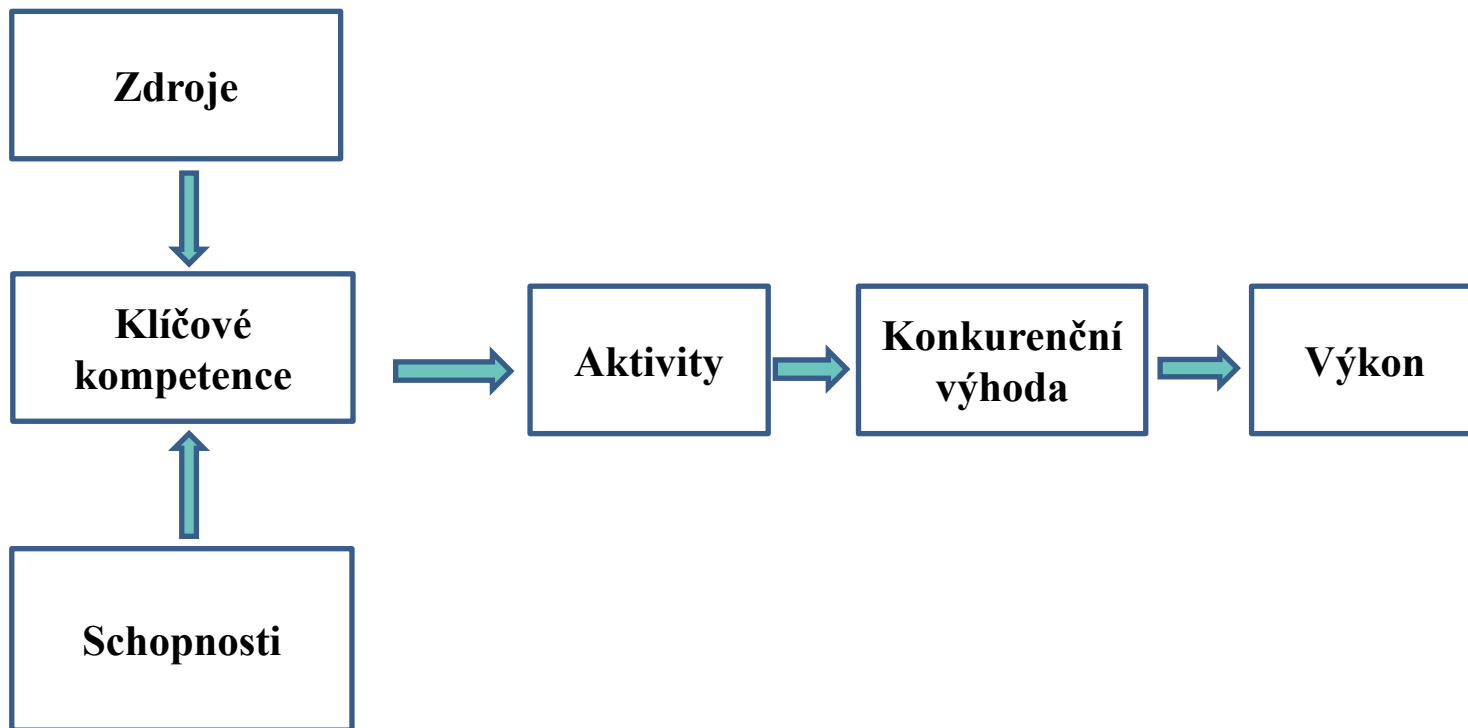 Zdroje
Klíčové
kompetence
Aktivity
Konkurenční
výhoda
Výkon
Schopnosti